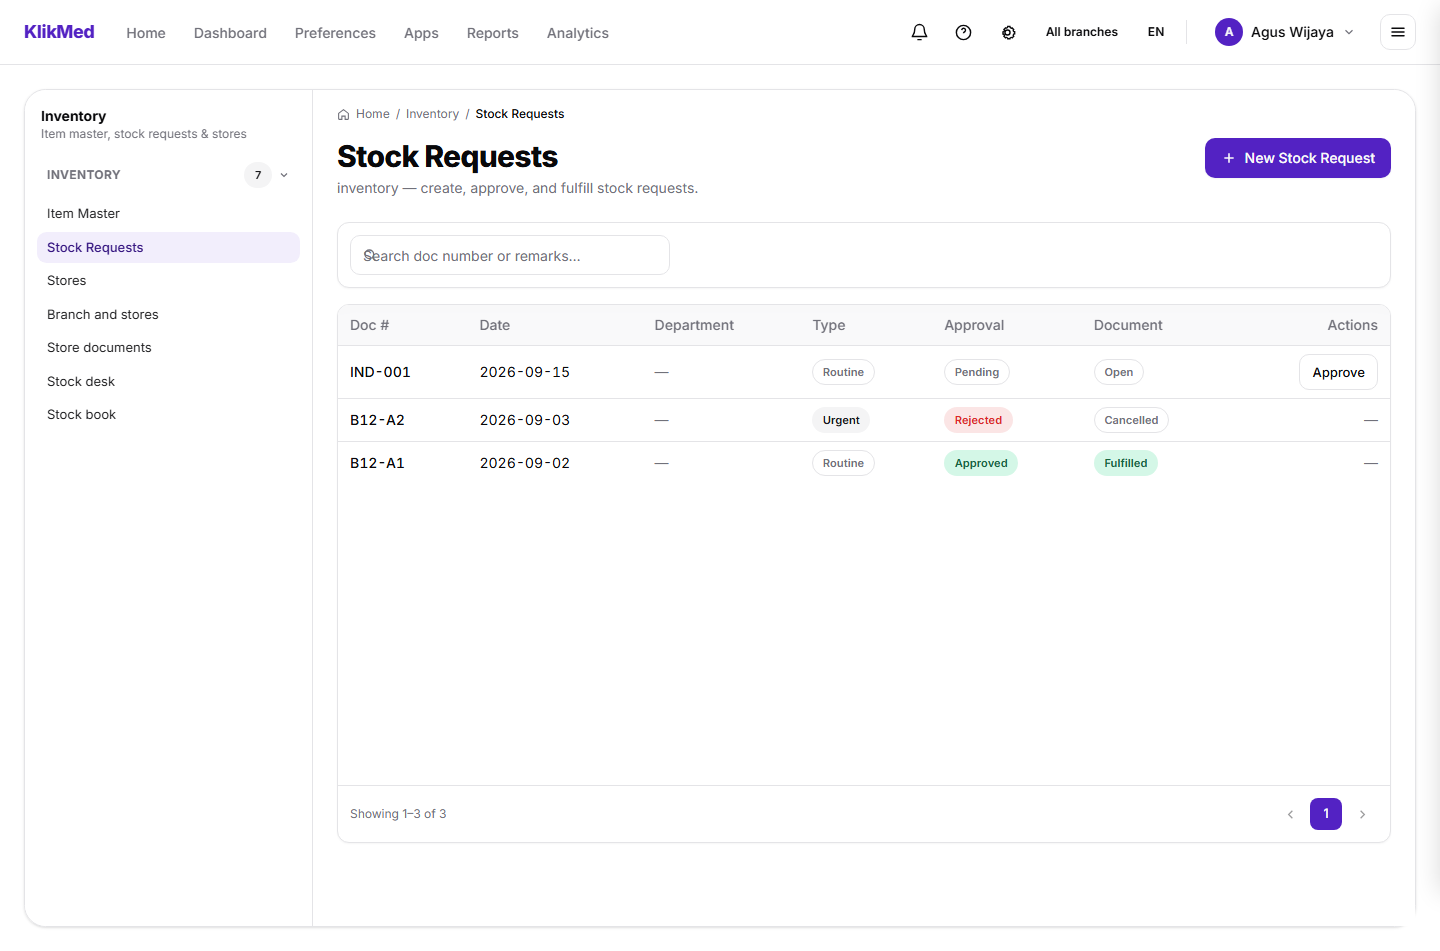 KlikMed Home Dashboard Preferences Apps Reports Analytics All branches EN A Agus Wijaya
Inventory
Item master, stock requests & stores
INVENTORY 7
Item Master
Stock Requests
Stores
Branch and stores
Store documents
Stock desk
Stock book
Home / Inventory / Stock Requests
Stock Requests
inventory — create, approve, and fulfill stock requests.
+ New Stock Request
Search doc number or remarks...
Doc # Date Department Type Approval Document Actions
IND-001 2026-09-15 — Routine Pending Open Approve
B12-A2 2026-09-03 — Urgent Rejected Cancelled —
B12-A1 2026-09-02 — Routine Approved Fulfilled —
Showing 1–3 of 3 1